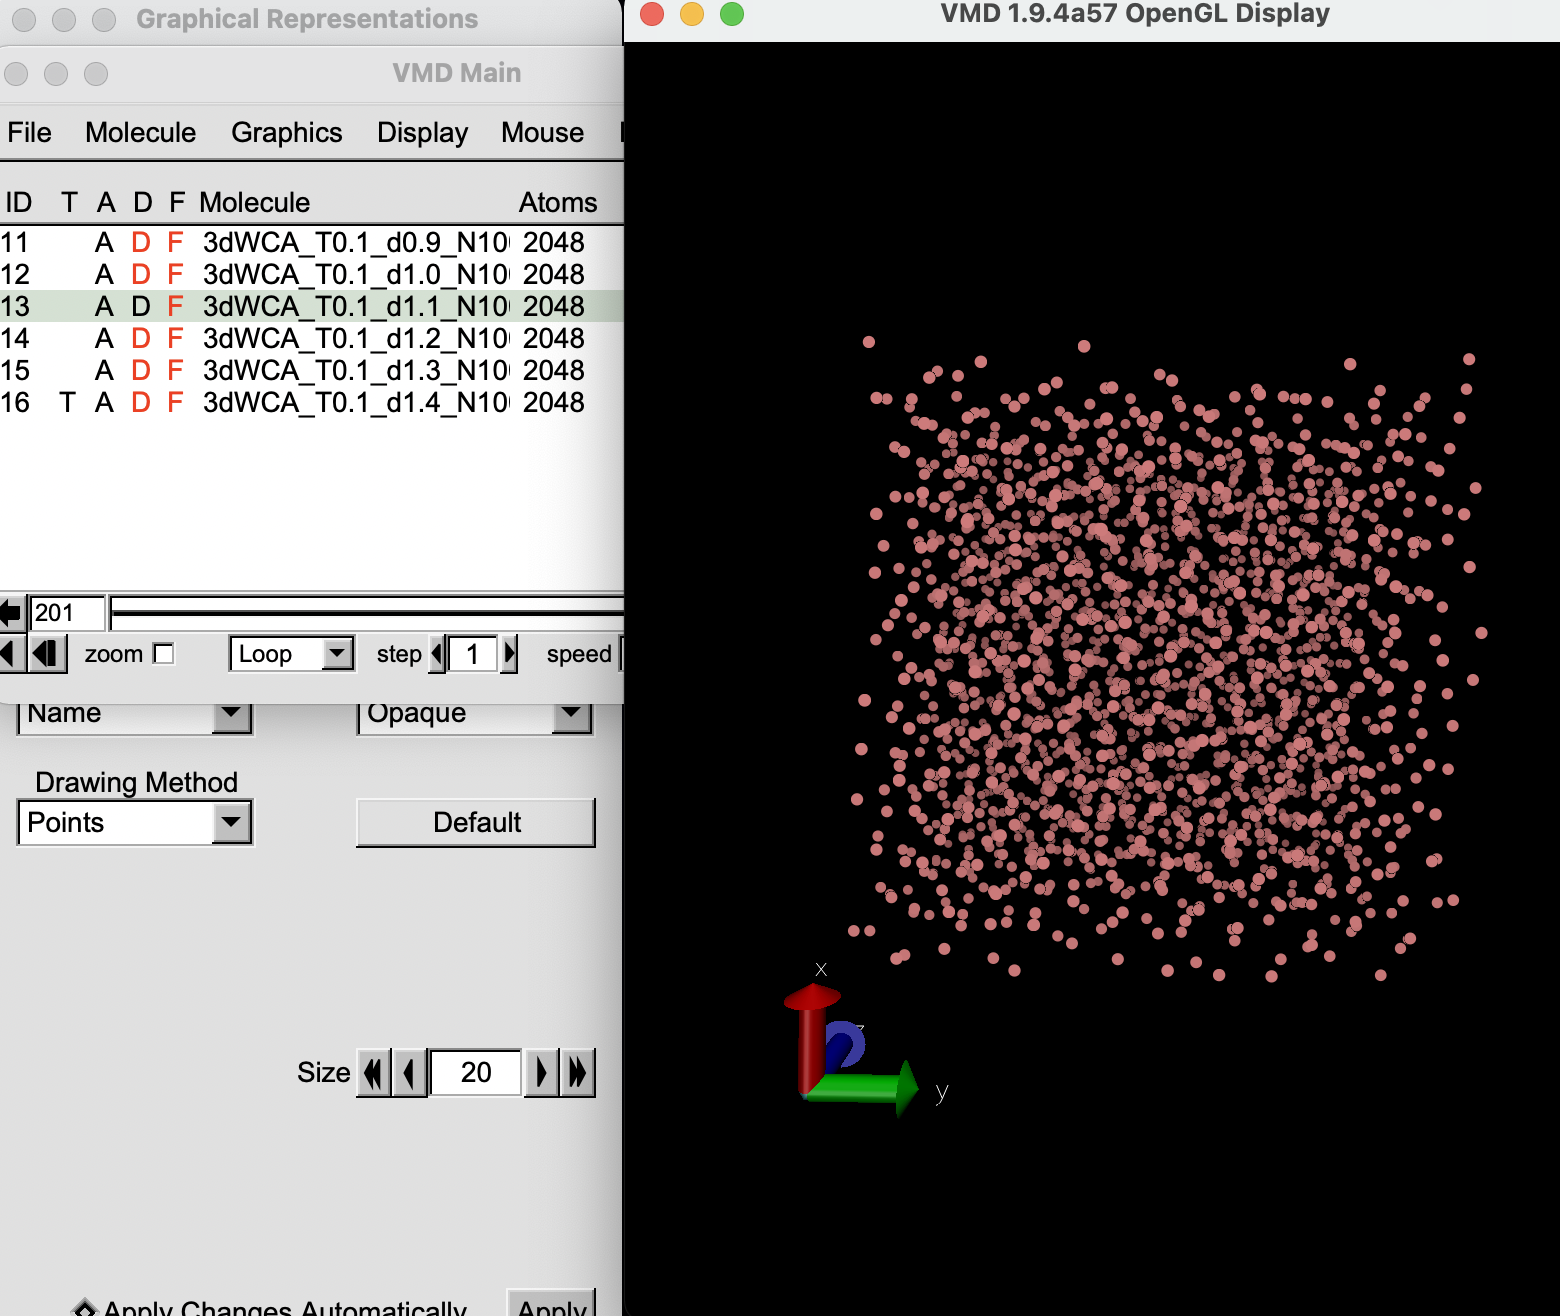 Graphical Representations
VMD 1.9.4a57 OpenGL Display
VMD Main
File Molecule Graphics Display Mouse
ID T A D F Molecule Atoms
11 A D F 3dWCA_T0.1_d0.9_N10 2048
12 A D F 3dWCA_T0.1_d1.0_N10 2048
13 A D F 3dWCA_T0.1_d1.1_N10 2048
14 A D F 3dWCA_T0.1_d1.2_N10 2048
15 A D F 3dWCA_T0.1_d1.3_N10 2048
16 T A D F 3dWCA_T0.1_d1.4_N10 2048
201
zoom Loop step 1 speed
Name Opaque
Drawing Method
Points Default
Size 20
Apply Changes Automatically Apply
x
z
y